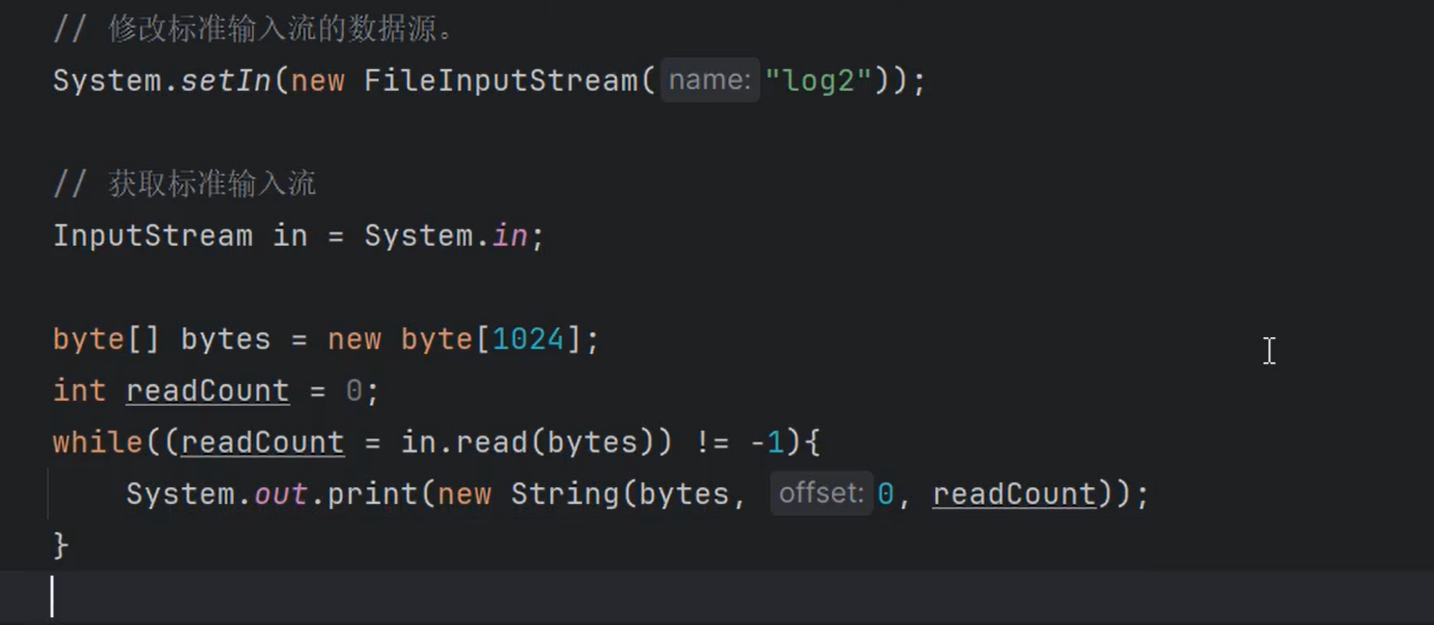 // 修改标准输入流的数据源。
System.setIn(new FileInputStream( name: "log2"));
// 获取标准输入流
InputStream in = System.in;
byte[] bytes = new byte[1024];
int readCount = 0;
while((readCount = in.read(bytes)) != -1){
System.out.print(new String(bytes, offset: 0, readCount));
}